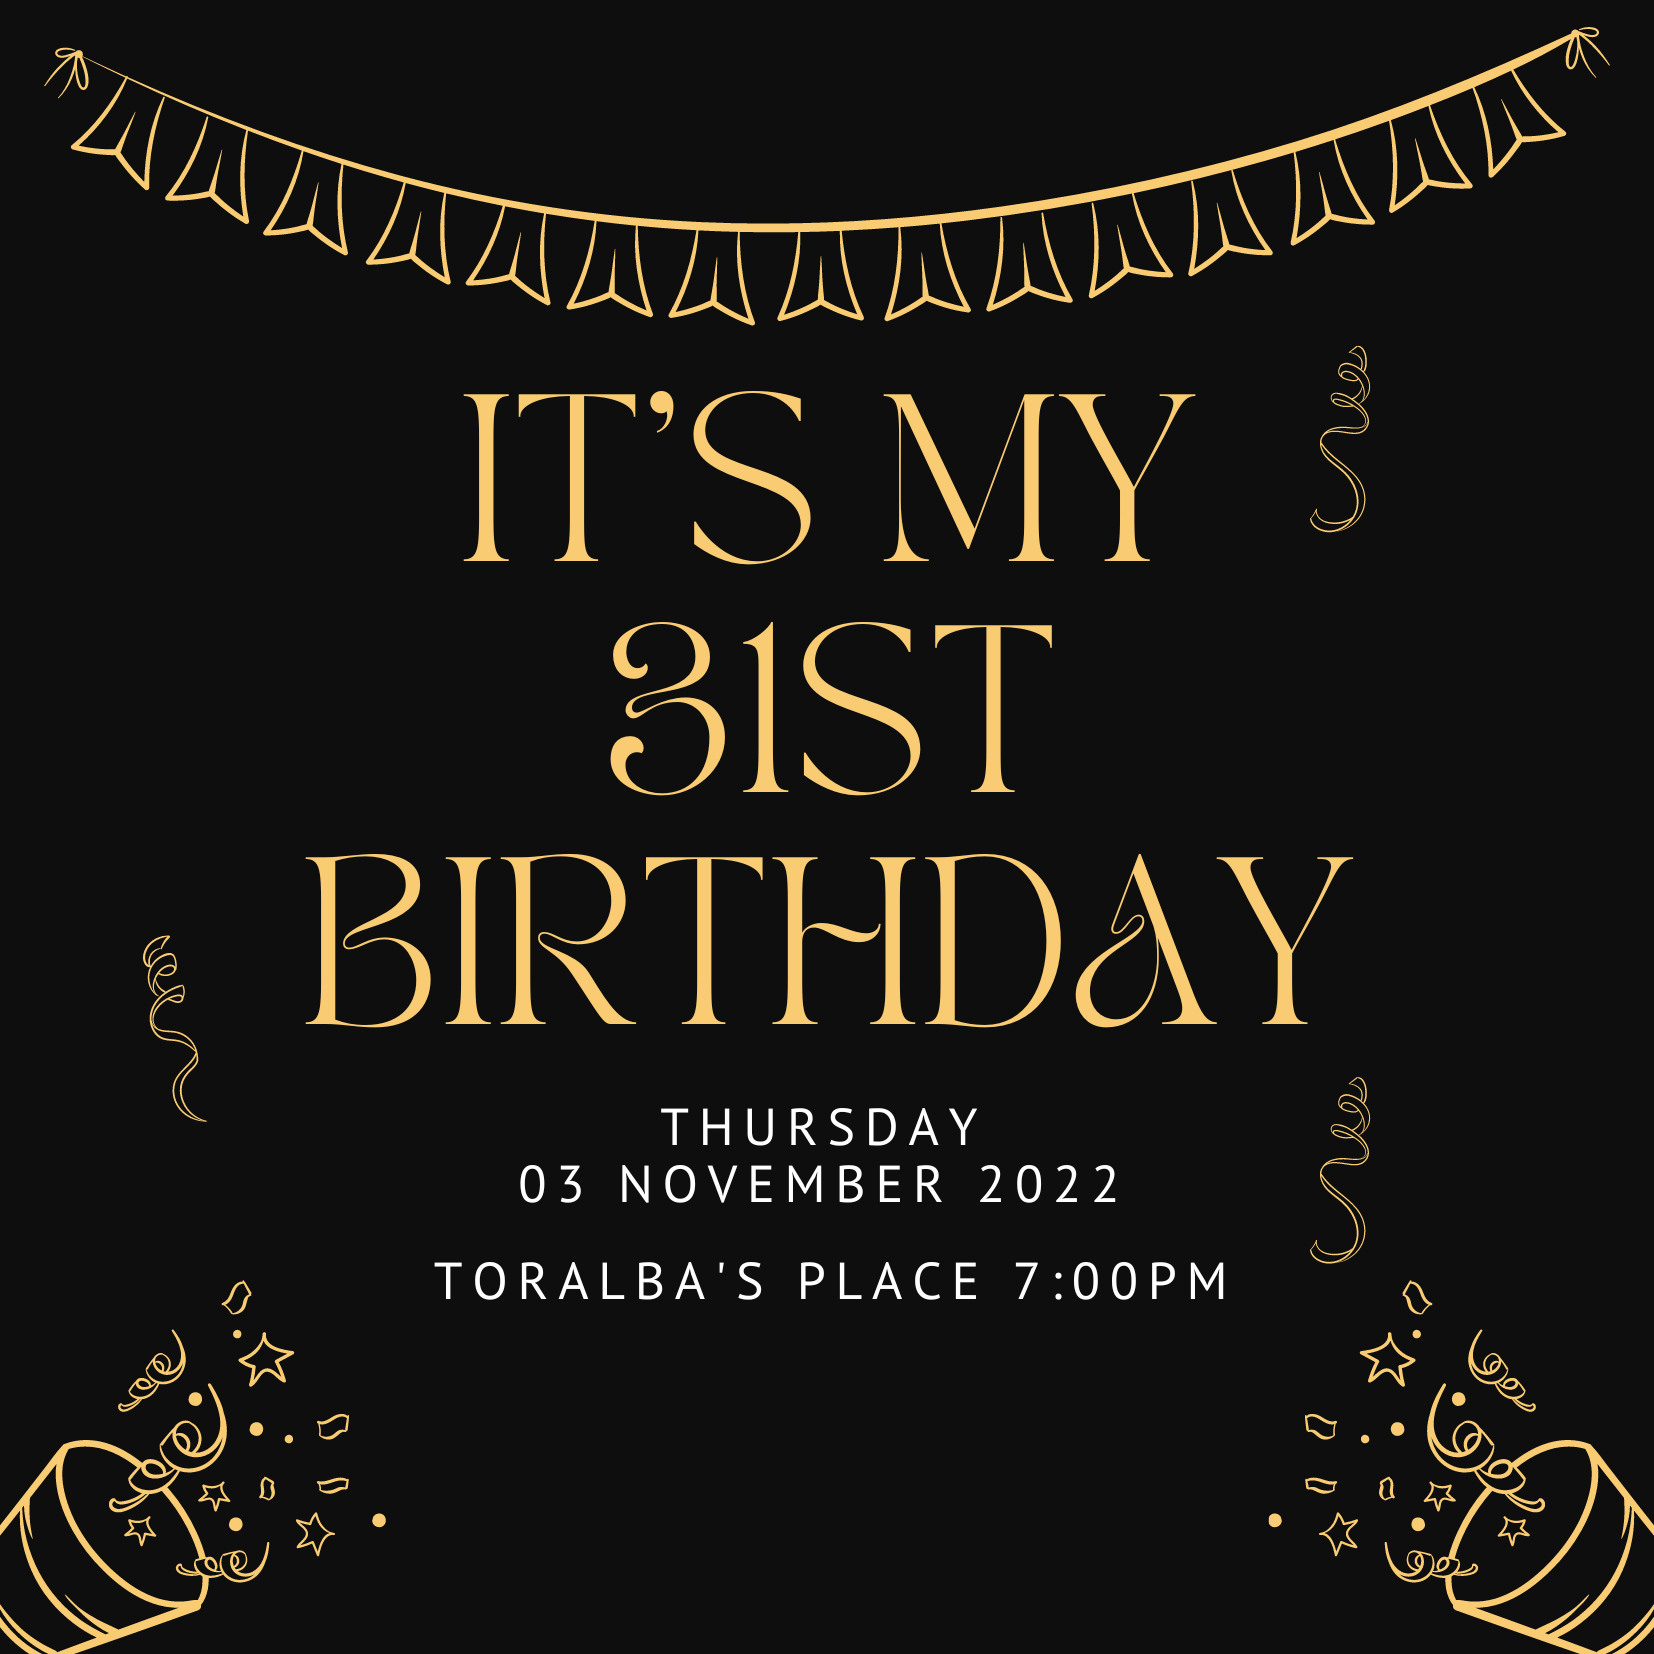 IT’S MY
31ST
BIRTHDAY
THURSDAY
03 NOVEMBER 2022
TORALBA'S PLACE 7:00PM